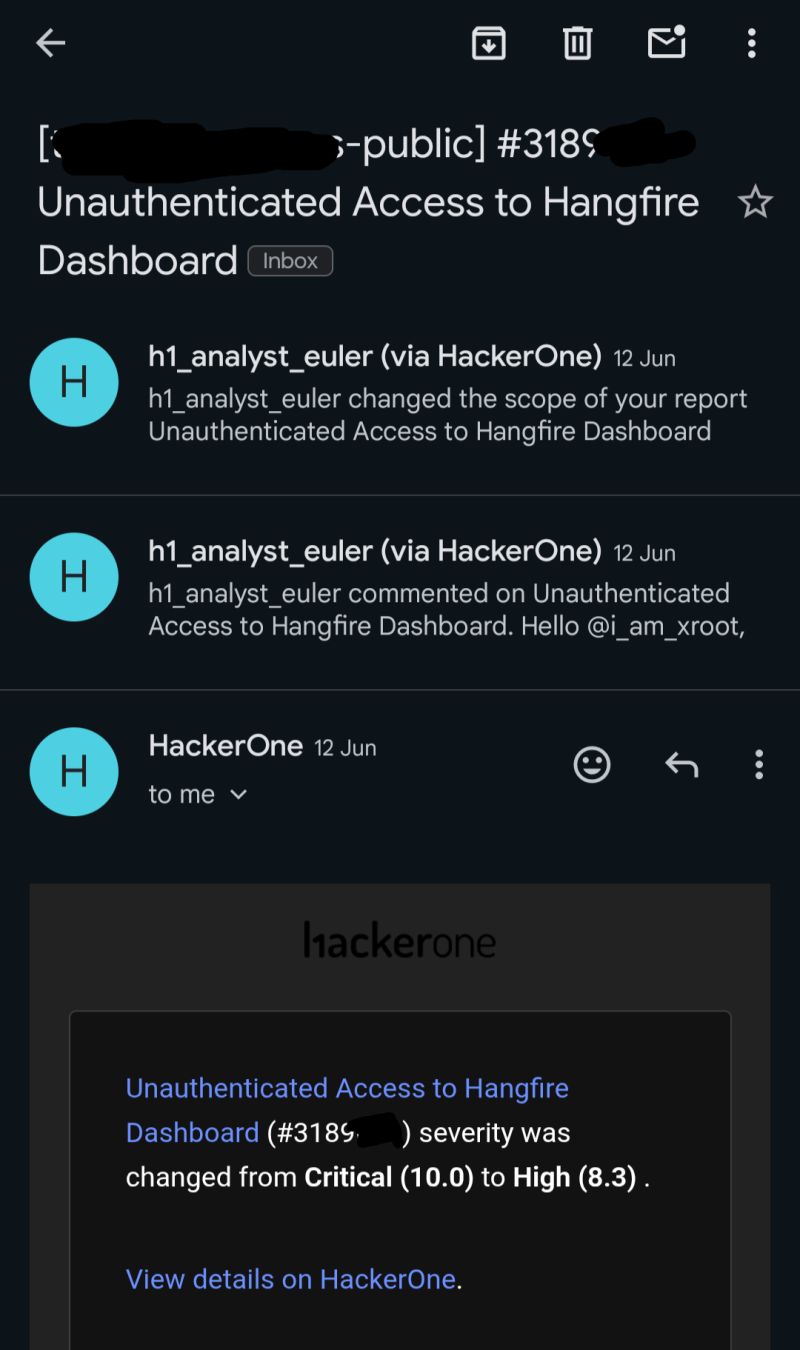 s-public] #3189
Unauthenticated Access to Hangfire
Dashboard Inbox
H
h1_analyst_euler (via HackerOne) 12 Jun
h1_analyst_euler changed the scope of your report
Unauthenticated Access to Hangfire Dashboard
H
h1_analyst_euler (via HackerOne) 12 Jun
h1_analyst_euler commented on Unauthenticated
Access to Hangfire Dashboard. Hello @i_am_xroot,
H
HackerOne 12 Jun
to me
hackerone
Unauthenticated Access to Hangfire
Dashboard (#3189 ) severity was
changed from Critical (10.0) to High (8.3) .
View details on HackerOne.